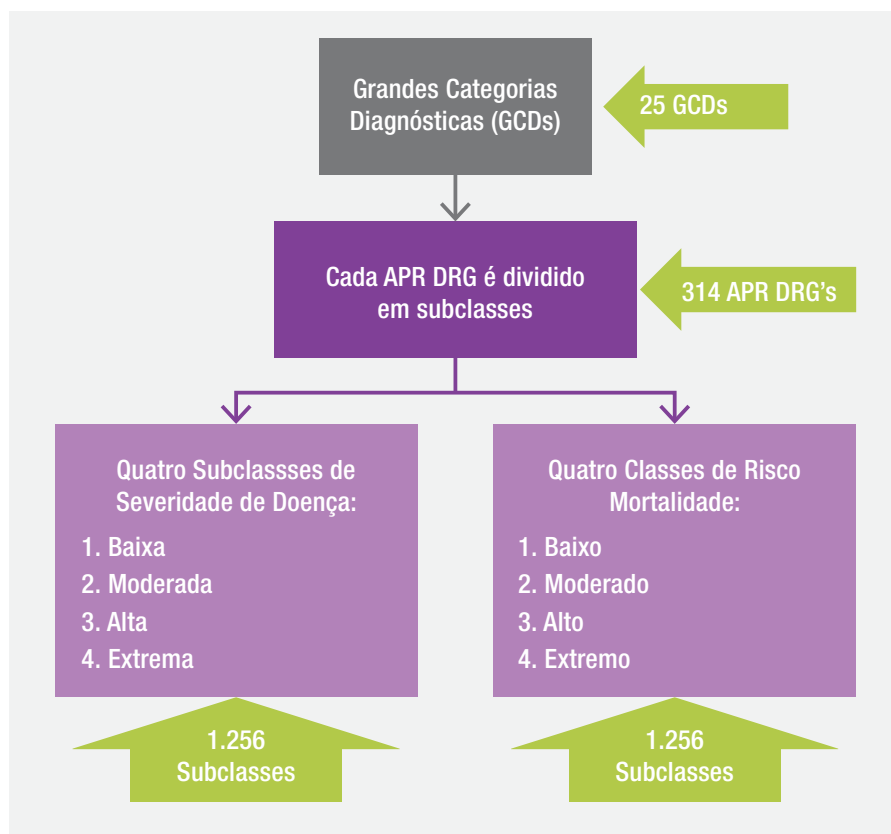 Grandes Categorias
Diagnósticas (GCDs)
25 GCDs
Cada APR DRG é dividido
em subclasses
314 APR DRG’s
Quatro Subclassses de
Severidade de Doença:
1. Baixa
2. Moderada
3. Alta
4. Extrema
Quatro Classes de Risco
Mortalidade:
1. Baixo
2. Moderado
3. Alto
4. Extremo
1.256
Subclasses
1.256
Subclasses